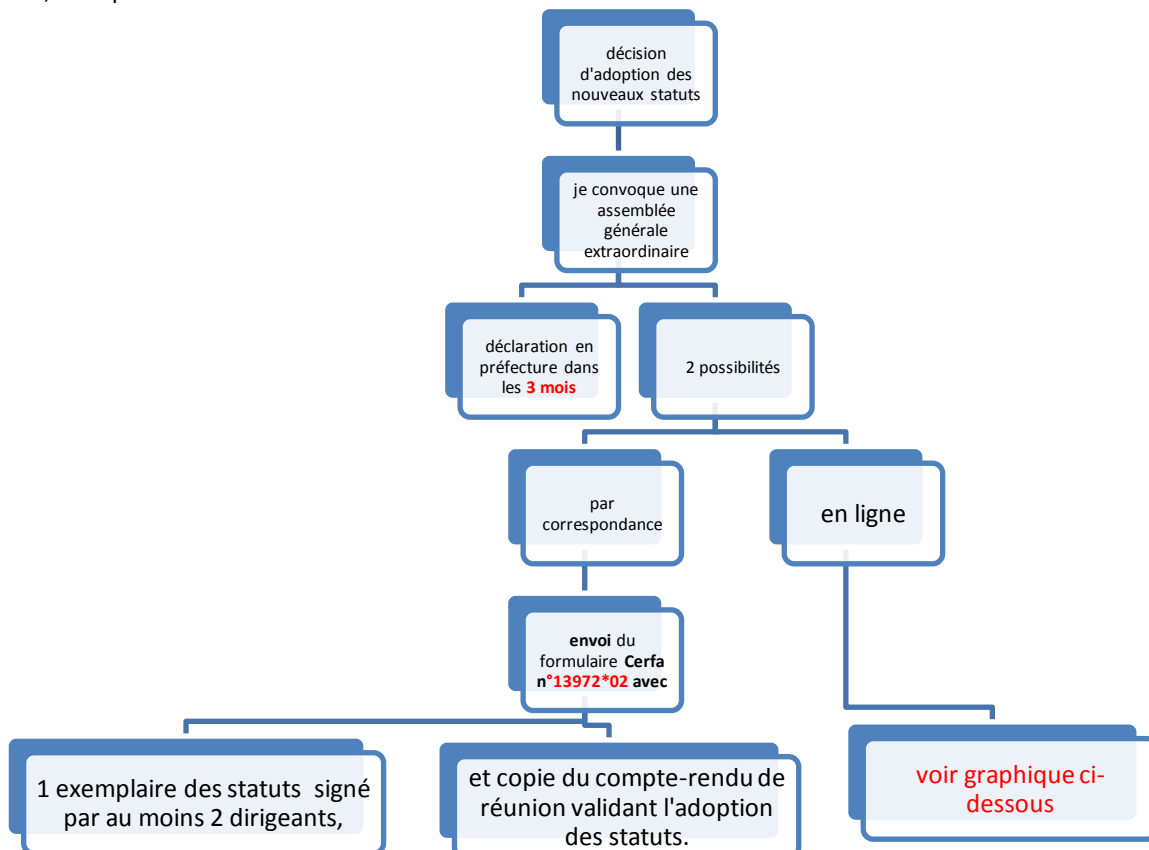 décision
d'adoption des
nouveaux statuts
je convoque une
assemblée
générale
extraordinaire
déclaration en
préfecture dans
les 3 mois
2 possibilités
par
correspondance
en ligne
envoi du
formulaire Cerfa
n°13972*02 avec
1 exemplaire des statuts signé
par au moins 2 dirigeants,
et copie du compte-rendu de
réunion validant l'adoption
des statuts.
voir graphique ci-
dessous